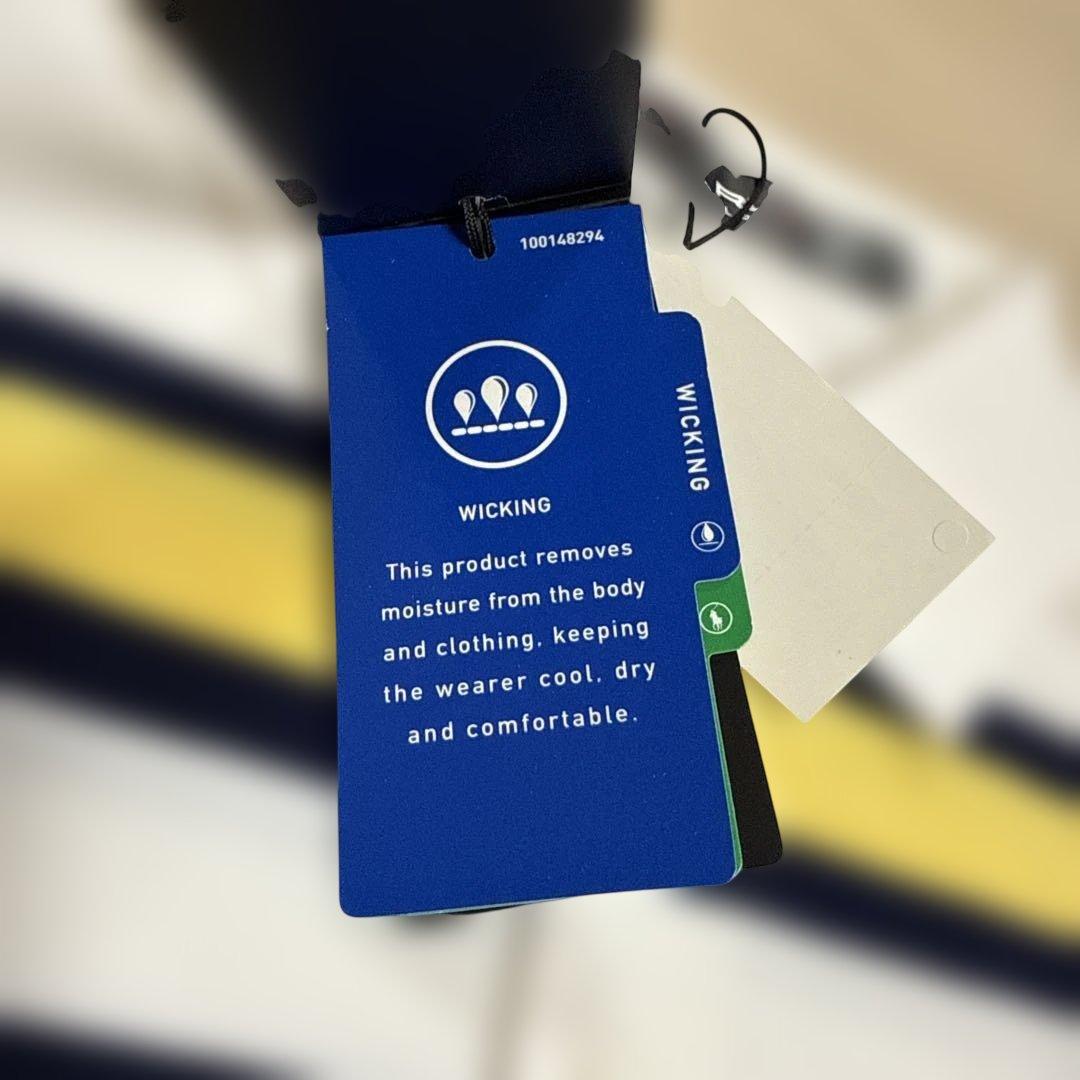 100148294
WICKING
This product removes
moisture from the body
and clothing, keeping
the wearer cool, dry
and comfortable.
WICKING